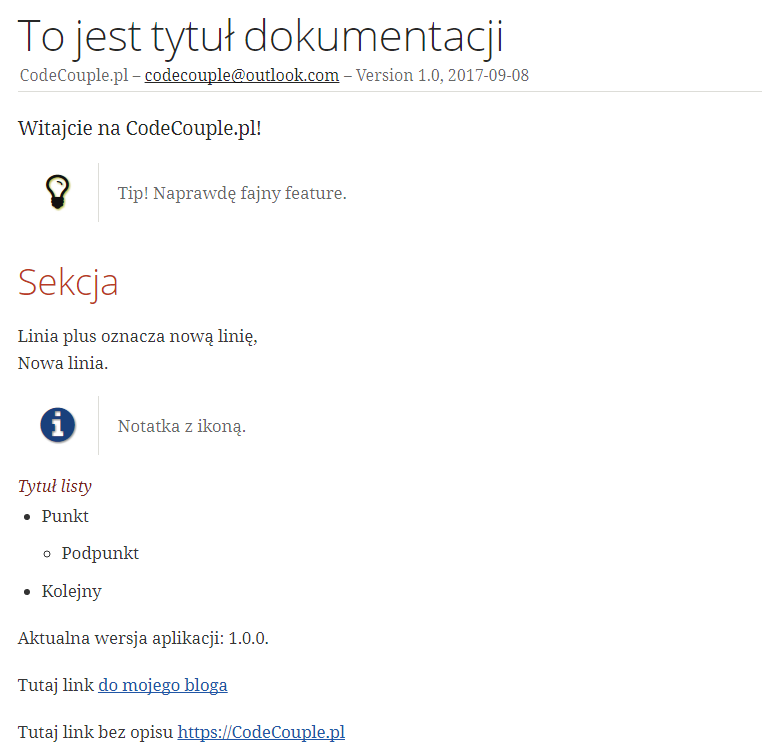 To jest tytuł dokumentacji
CodeCouple.pl – codecouple@outlook.com – Version 1.0, 2017-09-08
Witajcie na CodeCouple.pl!
Tip! Naprawdę fajny feature.
Sekcja
Linia plus oznacza nową linię,
Nowa linia.
Notatka z ikoną.
Tytuł listy
Punkt
Podpunkt
Kolejny
Aktualna wersja aplikacji: 1.0.0.
Tutaj link do mojego bloga
Tutaj link bez opisu https://CodeCouple.pl